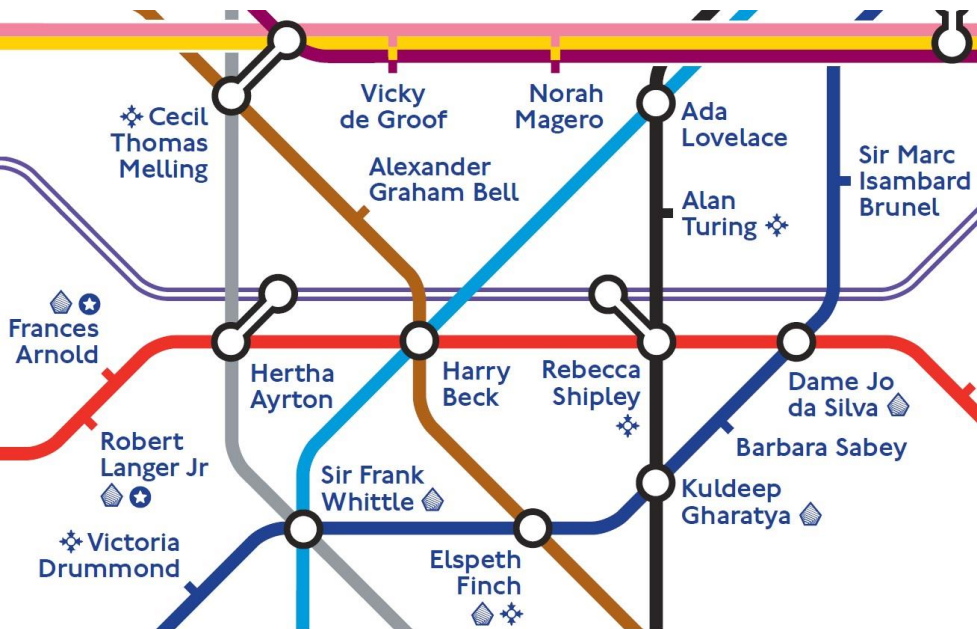 Vicky
de Groof
Norah
Magero
Cecil
Thomas
Melling
Ada
Lovelace
Alexander
Graham Bell
Sir Marc
Isambard
Brunel
Alan
Turing
Frances
Arnold
Hertha
Ayrton
Harry
Beck
Rebecca
Shipley
Dame Jo
da Silva
Robert
Langer Jr
Barbara Sabey
Sir Frank
Whittle
Kuldeep
Gharatya
Victoria
Drummond
Elspeth
Finch